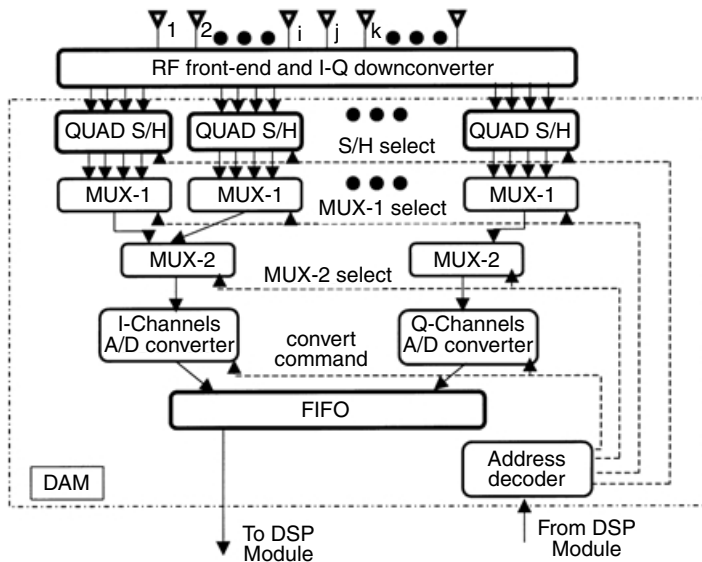 1 2 i j k
RF front-end and I-Q downconverter
QUAD S/H QUAD S/H QUAD S/H
S/H select
MUX-1 MUX-1 MUX-1
MUX-1 select
MUX-2 MUX-2
MUX-2 select
I-Channels
A/D converter
Q-Channels
A/D converter
convert
command
FIFO
Address
decoder
DAM
To DSP
Module
From DSP
Module